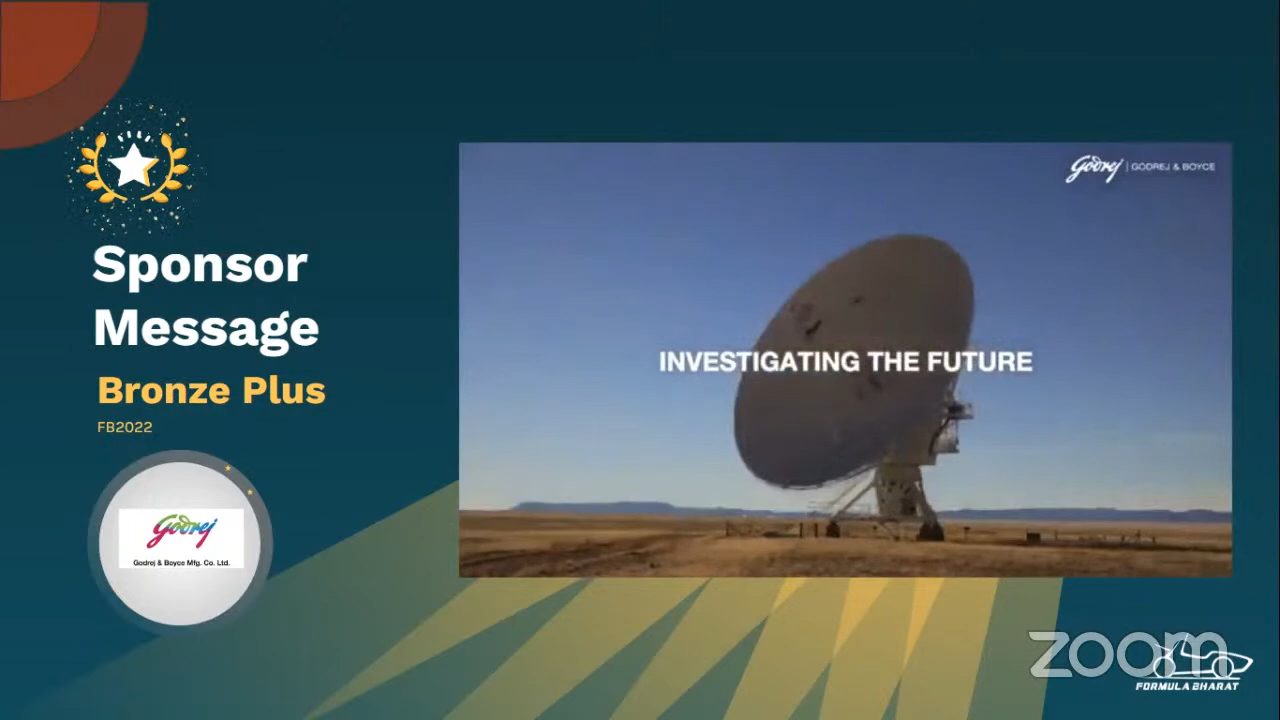 Sponsor
Message
Bronze Plus
FB2022
Godrej
Godrej & Boyce Mfg. Co. Ltd.
Godrej | GODREJ & BOYCE
INVESTIGATING THE FUTURE
zoom
FORMULA BHARAT